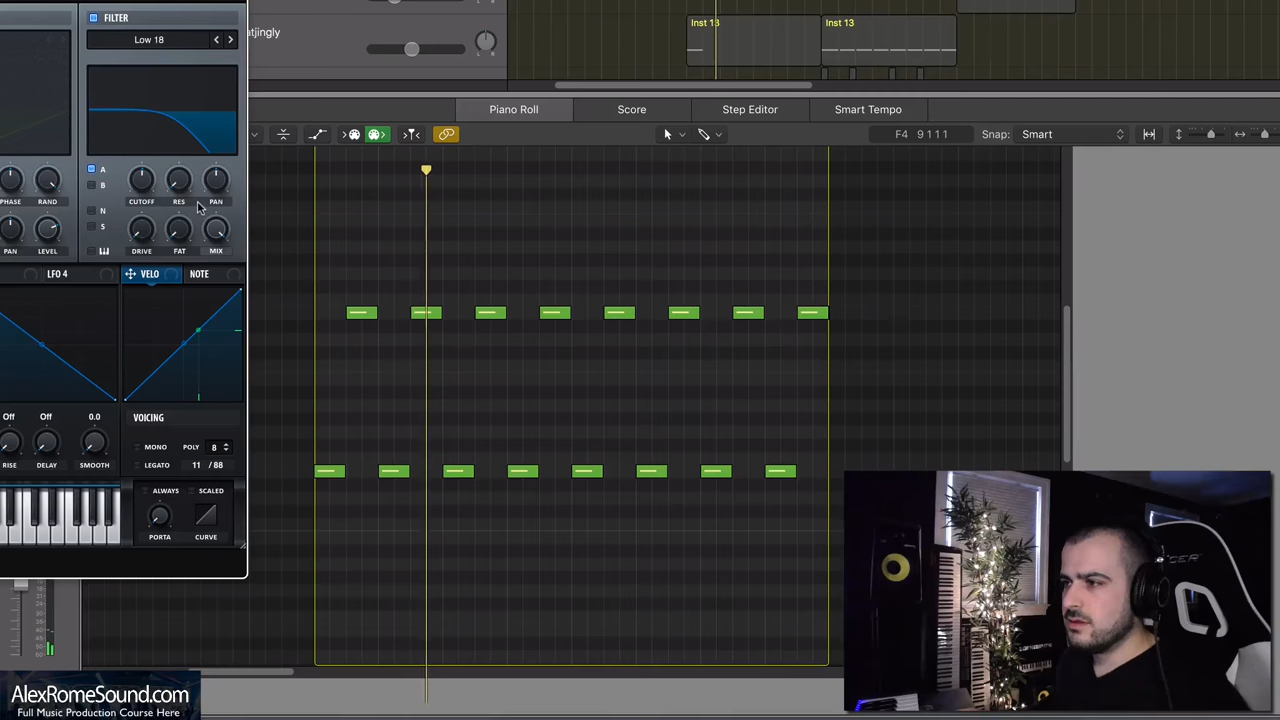 FILTER
Low 18
A
B
N
S
PHASE RAND
CUTOFF RES PAN
PAN LEVEL
DRIVE FAT MIX
LFO 4 VELO NOTE
VOICING
Off Off 0.0
MONO POLY 8
RISE DELAY SMOOTH
LEGATO 11 / 88
ALWAYS SCALED
PORTA CURVE
atjingly
L R
Inst 13 Inst 13
Piano Roll Score Step Editor Smart Tempo
F4 9 1 1 1 Snap: Smart
AlexRomeSound.com
Full Music Production Course Here